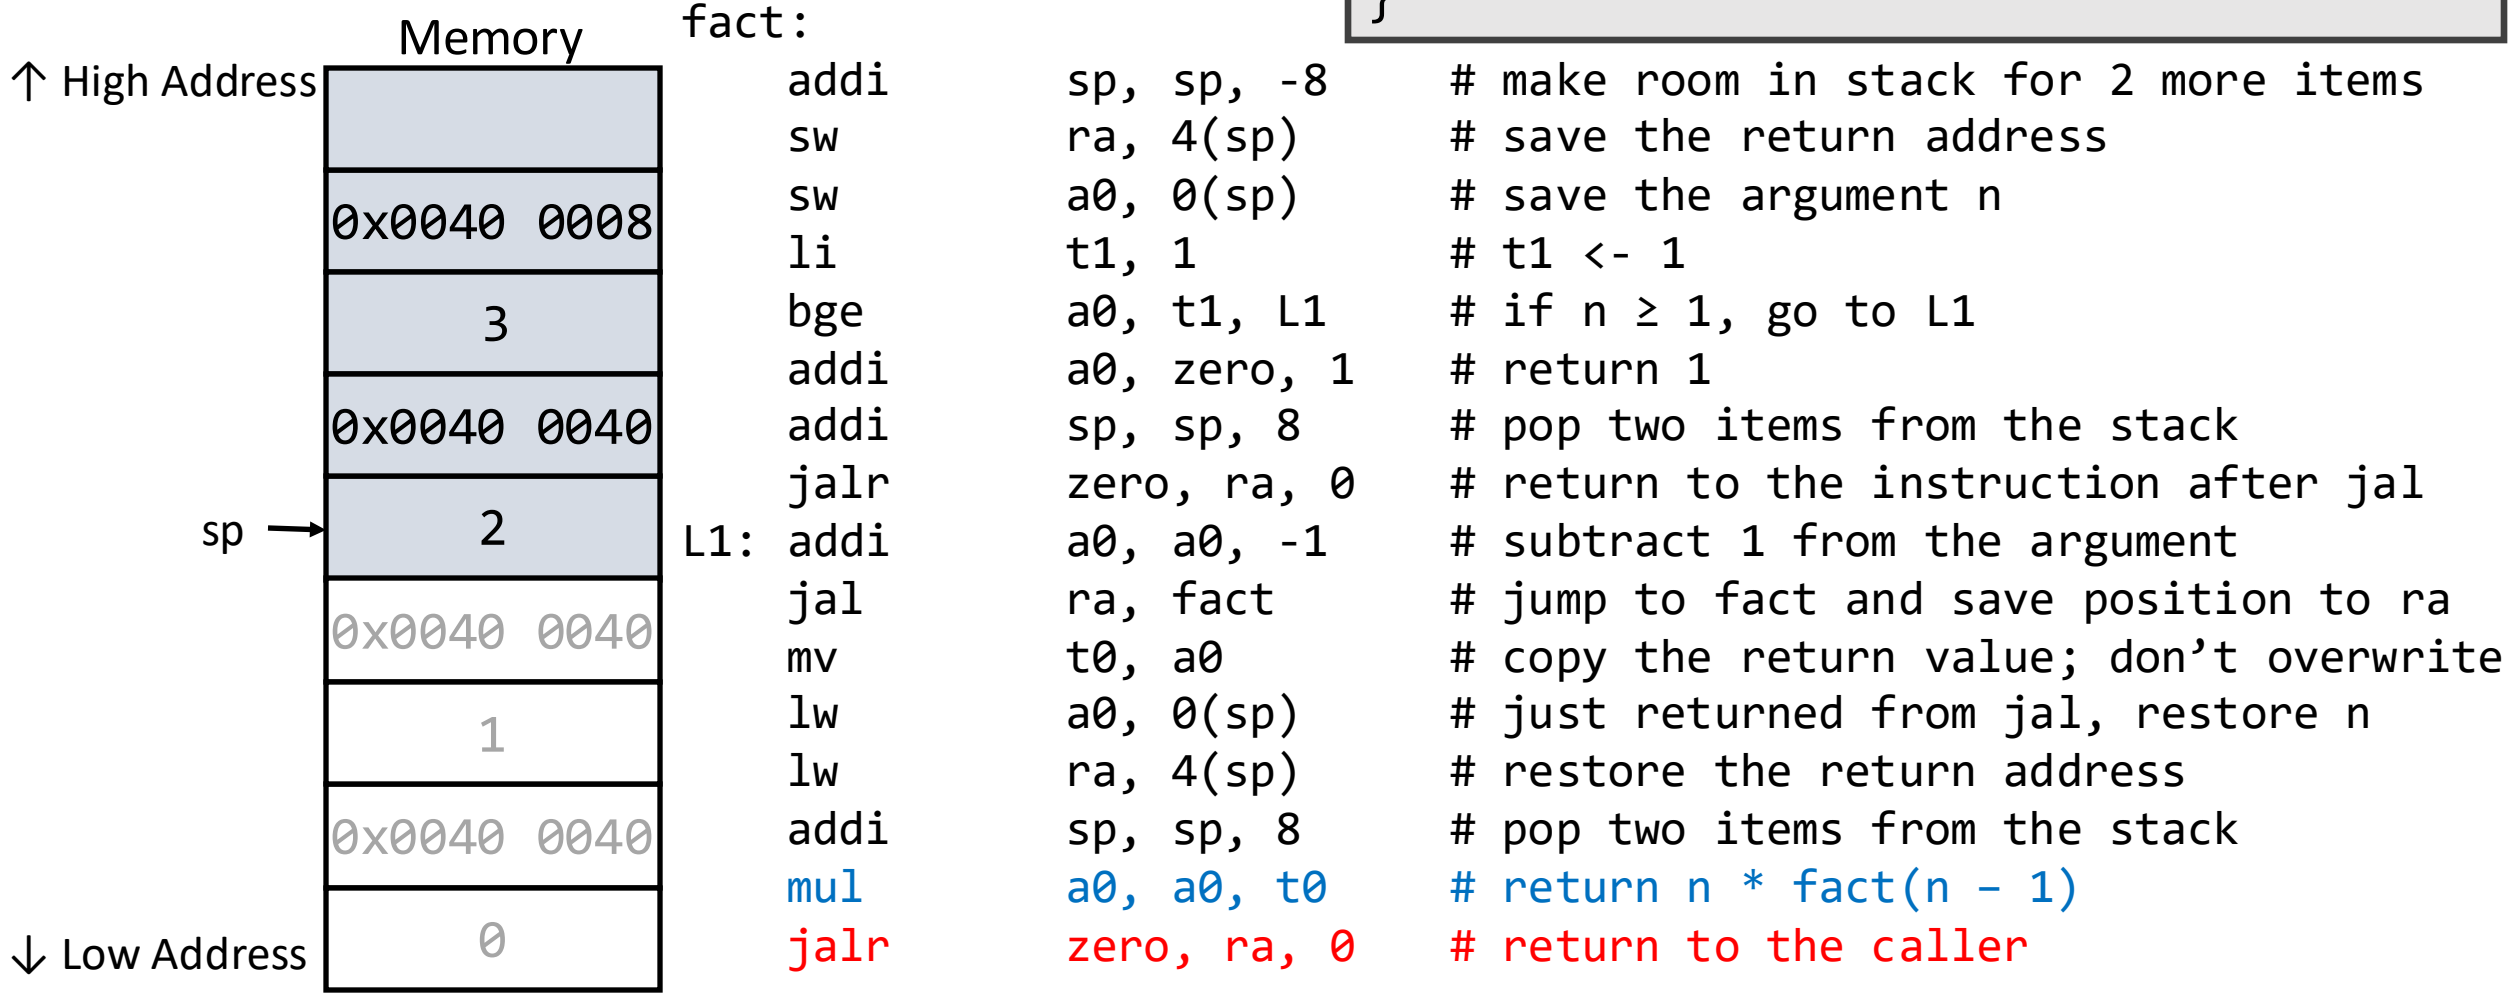 Memory
↑ High Address
0x0040 0008
3
0x0040 0040
sp
2
0x0040 0040
1
0x0040 0040
0
↓ Low Address
}
fact:
addi sp, sp, -8 # make room in stack for 2 more items
sw ra, 4(sp) # save the return address
sw a0, 0(sp) # save the argument n
li t1, 1 # t1 <- 1
bge a0, t1, L1 # if n ≥ 1, go to L1
addi a0, zero, 1 # return 1
addi sp, sp, 8 # pop two items from the stack
jalr zero, ra, 0 # return to the instruction after jal
L1: addi a0, a0, -1 # subtract 1 from the argument
jal ra, fact # jump to fact and save position to ra
mv t0, a0 # copy the return value; don’t overwrite
lw a0, 0(sp) # just returned from jal, restore n
lw ra, 4(sp) # restore the return address
addi sp, sp, 8 # pop two items from the stack
mul a0, a0, t0 # return n * fact(n – 1)
jalr zero, ra, 0 # return to the caller